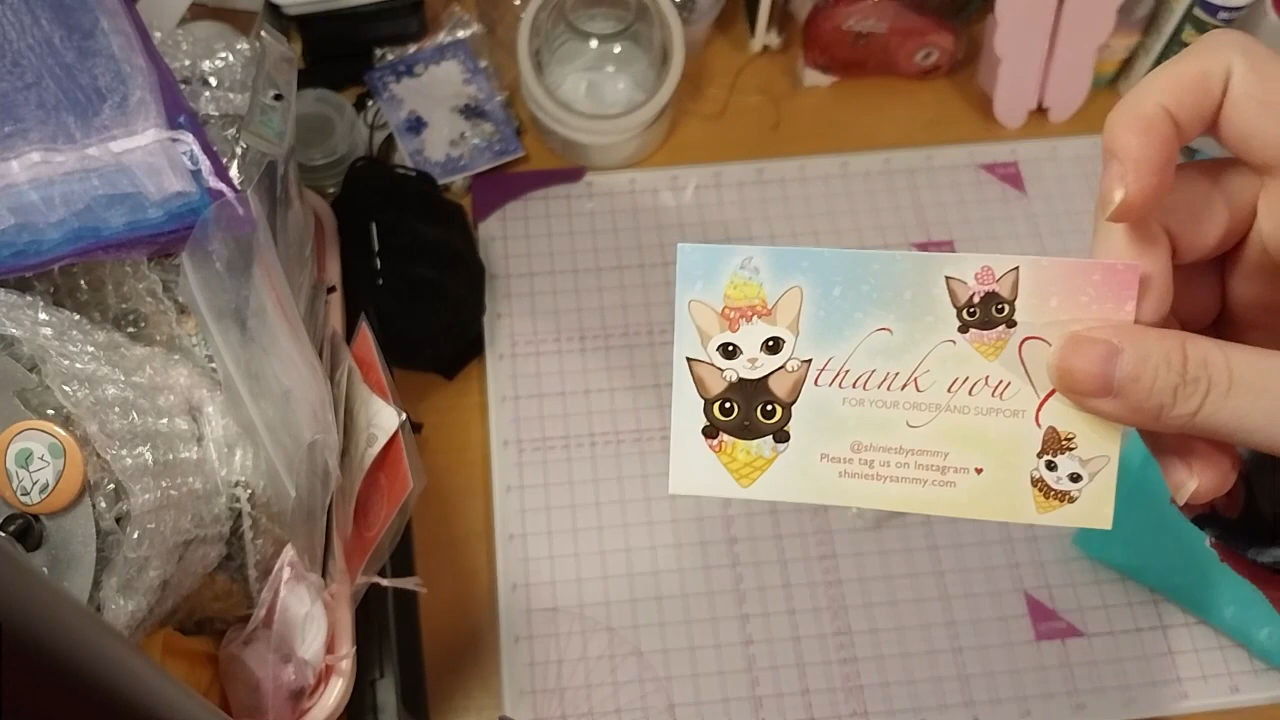 thank you
FOR YOUR ORDER AND SUPPORT
@shiniesbysammy
Please tag us on Instagram ♥
shiniesbysammy.com